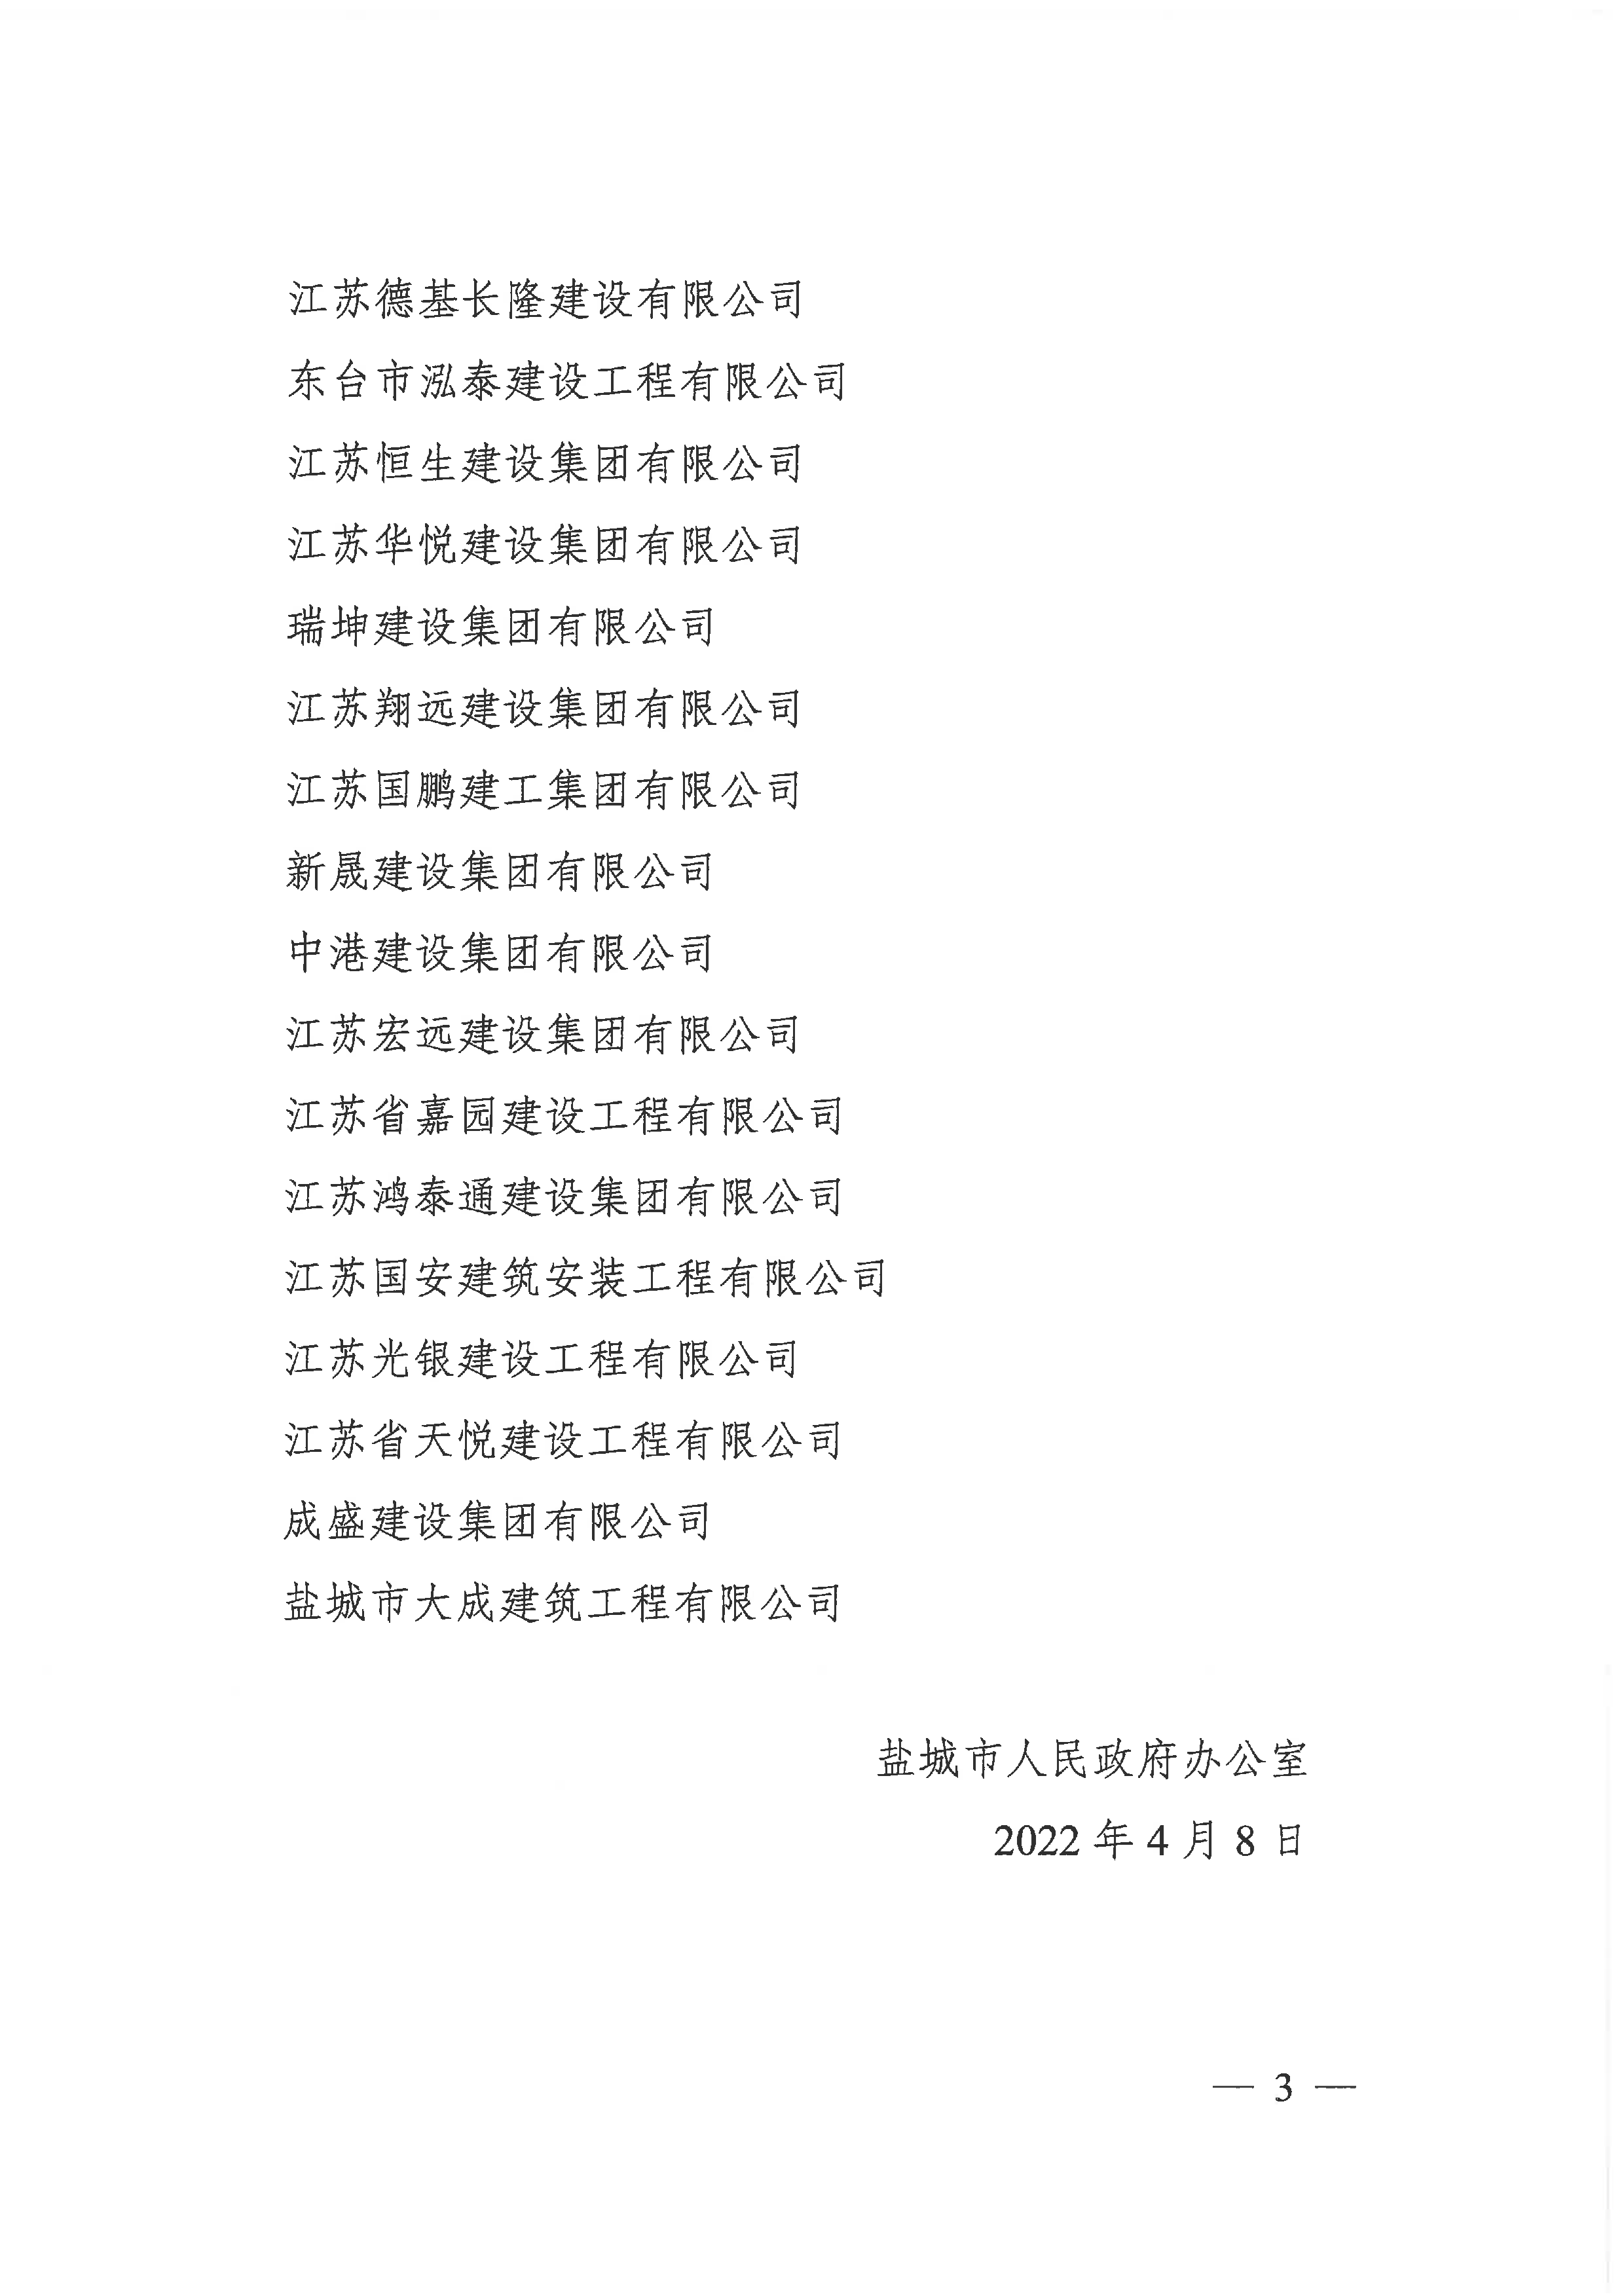 江苏德基长隆建设有限公司
东台市泓泰建设工程有限公司
江苏恒生建设集团有限公司
江苏华悦建设集团有限公司
瑞坤建设集团有限公司
江苏翔远建设集团有限公司
江苏国鹏建工集团有限公司
新晟建设集团有限公司
中港建设集团有限公司
江苏宏远建设集团有限公司
江苏省嘉园建设工程有限公司
江苏鸿泰通建设集团有限公司
江苏国安建筑安装工程有限公司
江苏光银建设工程有限公司
江苏省天悦建设工程有限公司
成盛建设集团有限公司
盐城市大成建筑工程有限公司
盐城市人民政府办公室
2022 年 4 月 8 日
— 3 —